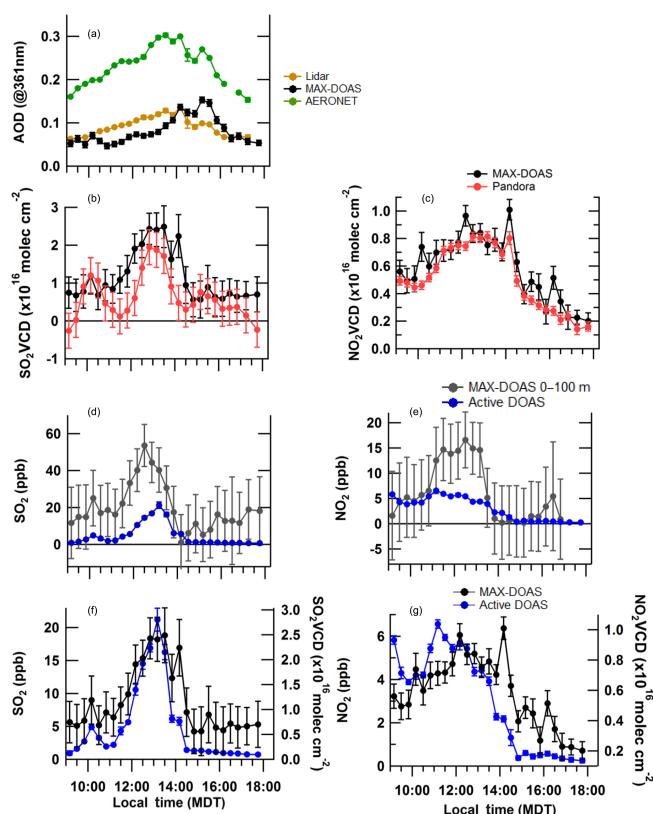 (a)
AOD (@361nm)
0.3
0.2
0.1
0.0
Lidar
MAX-DOAS
AERONET
(b)
SO2VCD (x10^16 molec cm^-2)
4
3
2
1
0
-1
MAX-DOAS
Pandora
(c)
NO2VCD (x10^16 molec cm^-2)
1.0
0.8
0.6
0.4
0.2
0.0
MAX-DOAS 0–100 m
Active DOAS
(d)
SO2 (ppb)
60
40
20
0
(e)
NO2 (ppb)
20
15
10
5
0
-5
(f)
SO2 (ppb)
20
15
10
5
0
SO2VCD (x10^16 molec cm^-2)
3.0
2.5
2.0
1.5
1.0
0.5
0.0
10:00 12:00 14:00 16:00 18:00
Local time (MDT)
MAX-DOAS
Active DOAS
(g)
NO2 (ppb)
6
4
2
0
NO2VCD (x10^16 molec cm^-2)
1.0
0.8
0.6
0.4
0.2
10:00 12:00 14:00 16:00 18:00
Local time (MDT)